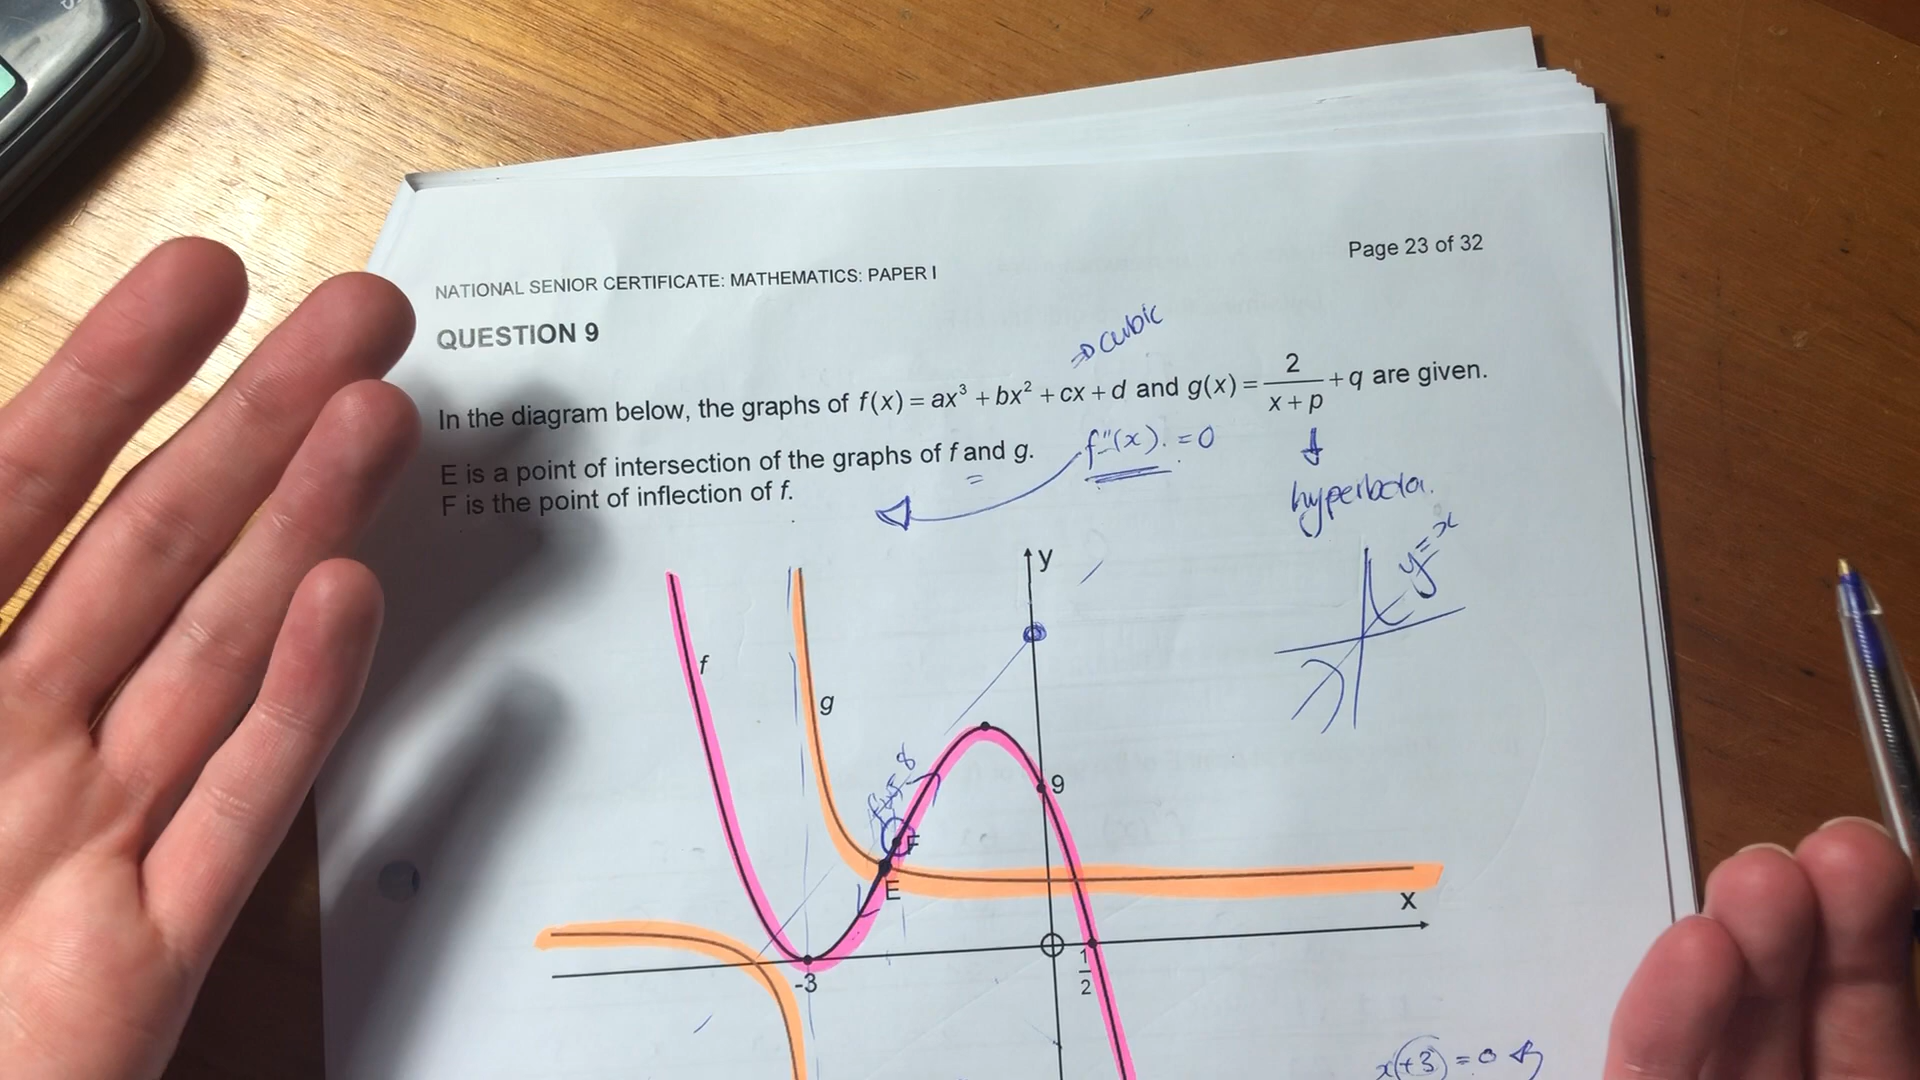 Page 23 of 32
NATIONAL SENIOR CERTIFICATE: MATHEMATICS: PAPER I
QUESTION 9
⇒ cubic
In the diagram below, the graphs of f(x) = ax³ + bx² + cx + d and g(x) = 2/(x + p) + q are given.
E is a point of intersection of the graphs of f and g.
f''(x). = 0
F is the point of inflection of f.
hyperbola.
y = x
y
f
g
8
9
F
E
x
-3
1/2
x+3 = 0